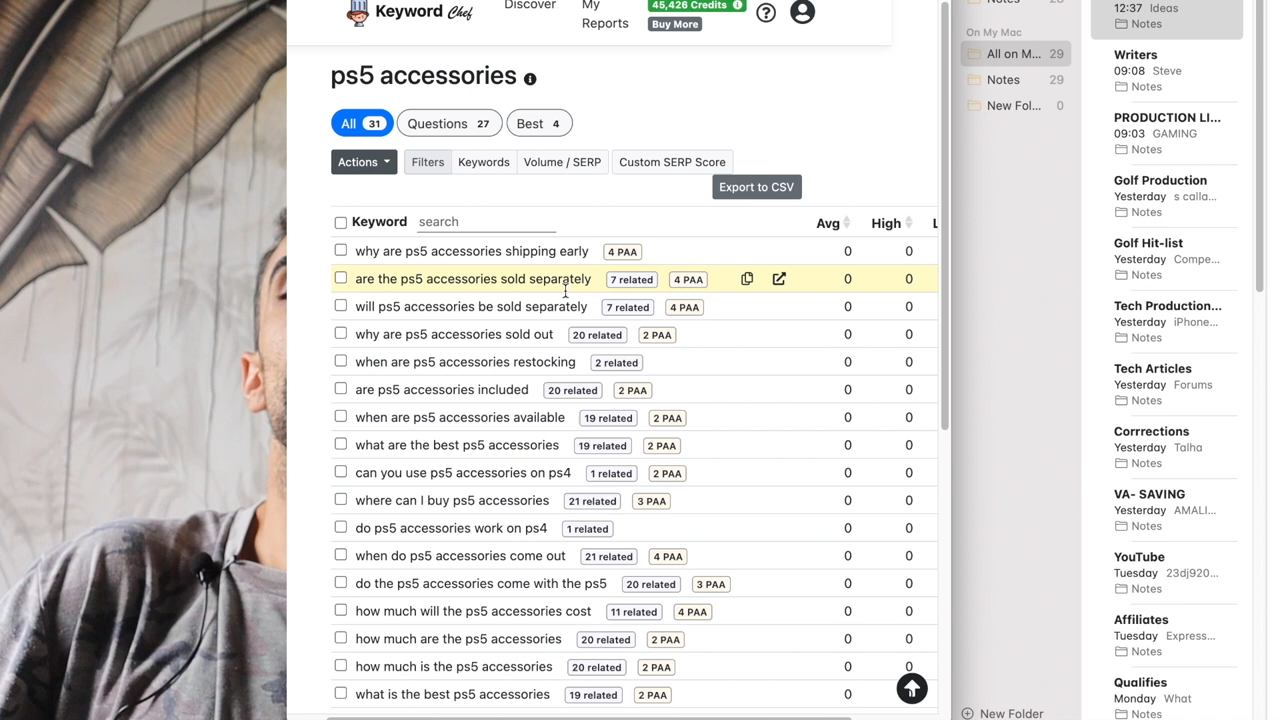 Keyword Chef
Discover
My Reports
45,426 Credits
Buy More
ps5 accessories
All 31
Questions 27
Best 4
Actions
Filters
Keywords
Volume / SERP
Custom SERP Score
Export to CSV
Keyword search Avg High L
why are ps5 accessories shipping early 4 PAA 0 0
are the ps5 accessories sold separately 7 related 4 PAA 0 0
will ps5 accessories be sold separately 7 related 4 PAA 0 0
why are ps5 accessories sold out 20 related 2 PAA 0 0
when are ps5 accessories restocking 2 related 0 0
are ps5 accessories included 20 related 2 PAA 0 0
when are ps5 accessories available 19 related 2 PAA 0 0
what are the best ps5 accessories 19 related 2 PAA 0 0
can you use ps5 accessories on ps4 1 related 2 PAA 0 0
where can I buy ps5 accessories 21 related 3 PAA 0 0
do ps5 accessories work on ps4 1 related 0 0
when do ps5 accessories come out 21 related 4 PAA 0 0
do the ps5 accessories come with the ps5 20 related 3 PAA 0 0
how much will the ps5 accessories cost 11 related 4 PAA 0 0
how much are the ps5 accessories 20 related 2 PAA 0 0
how much is the ps5 accessories 20 related 2 PAA 0 0
what is the best ps5 accessories 19 related 2 PAA 0 0
On My Mac
All on M... 29
Notes 29
New Fol... 0
New Folder
12:37 Ideas
Notes
Writers
09:08 Steve
Notes
PRODUCTION LI...
09:03 GAMING
Notes
Golf Production
Yesterday s calla...
Notes
Golf Hit-list
Yesterday Compe...
Notes
Tech Production...
Yesterday iPhone...
Notes
Tech Articles
Yesterday Forums
Notes
Corrrections
Yesterday Talha
Notes
VA- SAVING
Yesterday AMALI...
Notes
YouTube
Tuesday 23dj920...
Notes
Affiliates
Tuesday Express...
Notes
Qualifies
Monday What
Notes